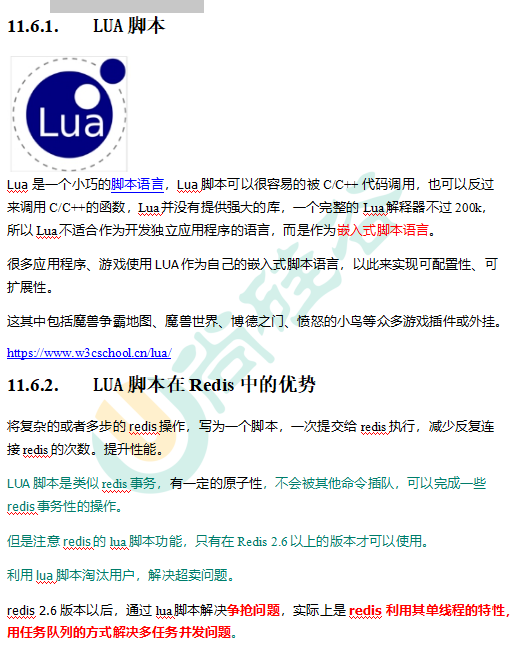 11.6.1. LUA 脚本
Lua
Lua 是一个小巧的脚本语言，Lua 脚本可以很容易的被 C/C++ 代码调用，也可以反过
来调用 C/C++的函数，Lua 并没有提供强大的库，一个完整的 Lua 解释器不过 200k，
所以 Lua 不适合作为开发独立应用程序的语言，而是作为嵌入式脚本语言。
很多应用程序、游戏使用 LUA 作为自己的嵌入式脚本语言，以此来实现可配置性、可
扩展性。
这其中包括魔兽争霸地图、魔兽世界、博德之门、愤怒的小鸟等众多游戏插件或外挂。
https://www.w3cschool.cn/lua/
11.6.2. LUA 脚本在 Redis 中的优势
将复杂的或者多步的 redis 操作，写为一个脚本，一次提交给 redis 执行，减少反复连
接 redis 的次数。提升性能。
LUA 脚本是类似 redis 事务，有一定的原子性，不会被其他命令插队，可以完成一些
redis 事务性的操作。
但是注意 redis 的 lua 脚本功能，只有在 Redis 2.6 以上的版本才可以使用。
利用 lua 脚本淘汰用户，解决超卖问题。
redis 2.6 版本以后，通过 lua 脚本解决争抢问题，实际上是 redis 利用其单线程的特性，
用任务队列的方式解决多任务并发问题。
尚硅谷